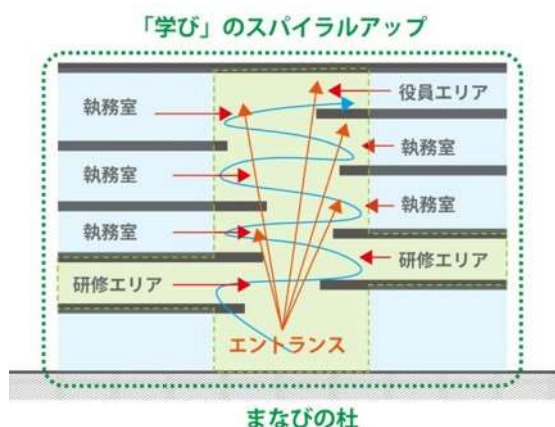 「学び」のスパイラルアップ
役員エリア
執務室
執務室
執務室
執務室
執務室
研修エリア
研修エリア
エントランス
まなびの杜